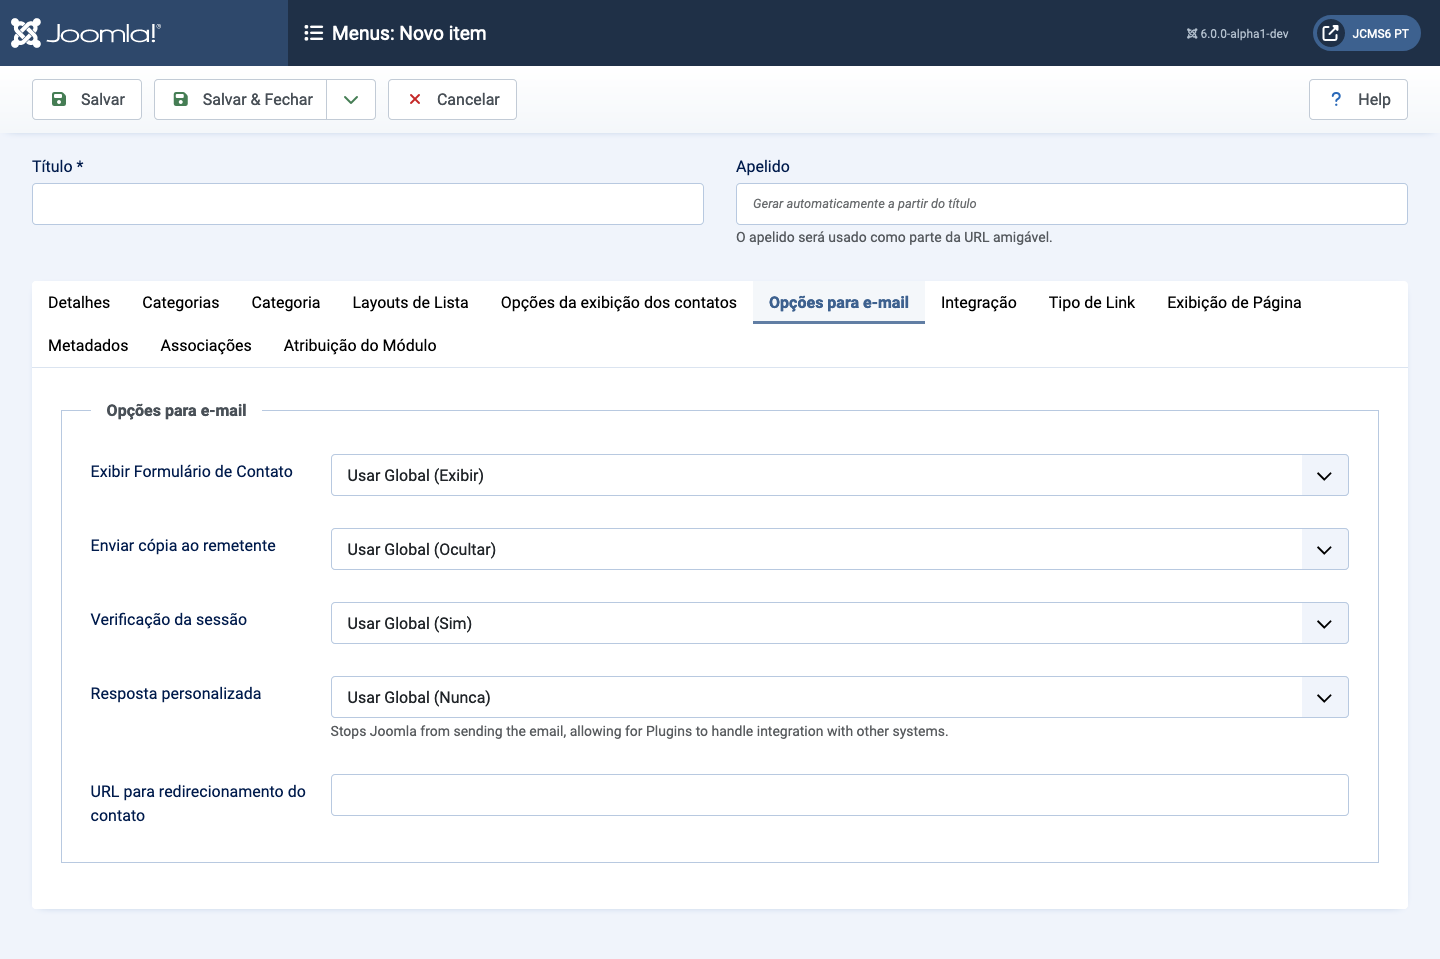 Joomla!®
Menus: Novo item
6.0.0-alpha1-dev
JCMS6 PT
Salvar
Salvar & Fechar
Cancelar
? Help
Título *
Apelido
Gerar automaticamente a partir do título
O apelido será usado como parte da URL amigável.
Detalhes Categorias Categoria Layouts de Lista Opções da exibição dos contatos Opções para e-mail Integração Tipo de Link Exibição de Página
Metadados Associações Atribuição do Módulo
Opções para e-mail
Exibir Formulário de Contato
Usar Global (Exibir)
Enviar cópia ao remetente
Usar Global (Ocultar)
Verificação da sessão
Usar Global (Sim)
Resposta personalizada
Usar Global (Nunca)
Stops Joomla from sending the email, allowing for Plugins to handle integration with other systems.
URL para redirecionamento do
contato